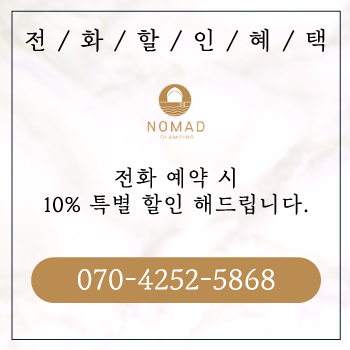 전 / 화 / 할 / 인 / 혜 / 택
NOMAD
GLAMPING
전화 예약 시
10% 특별 할인 해드립니다.
070-4252-5868